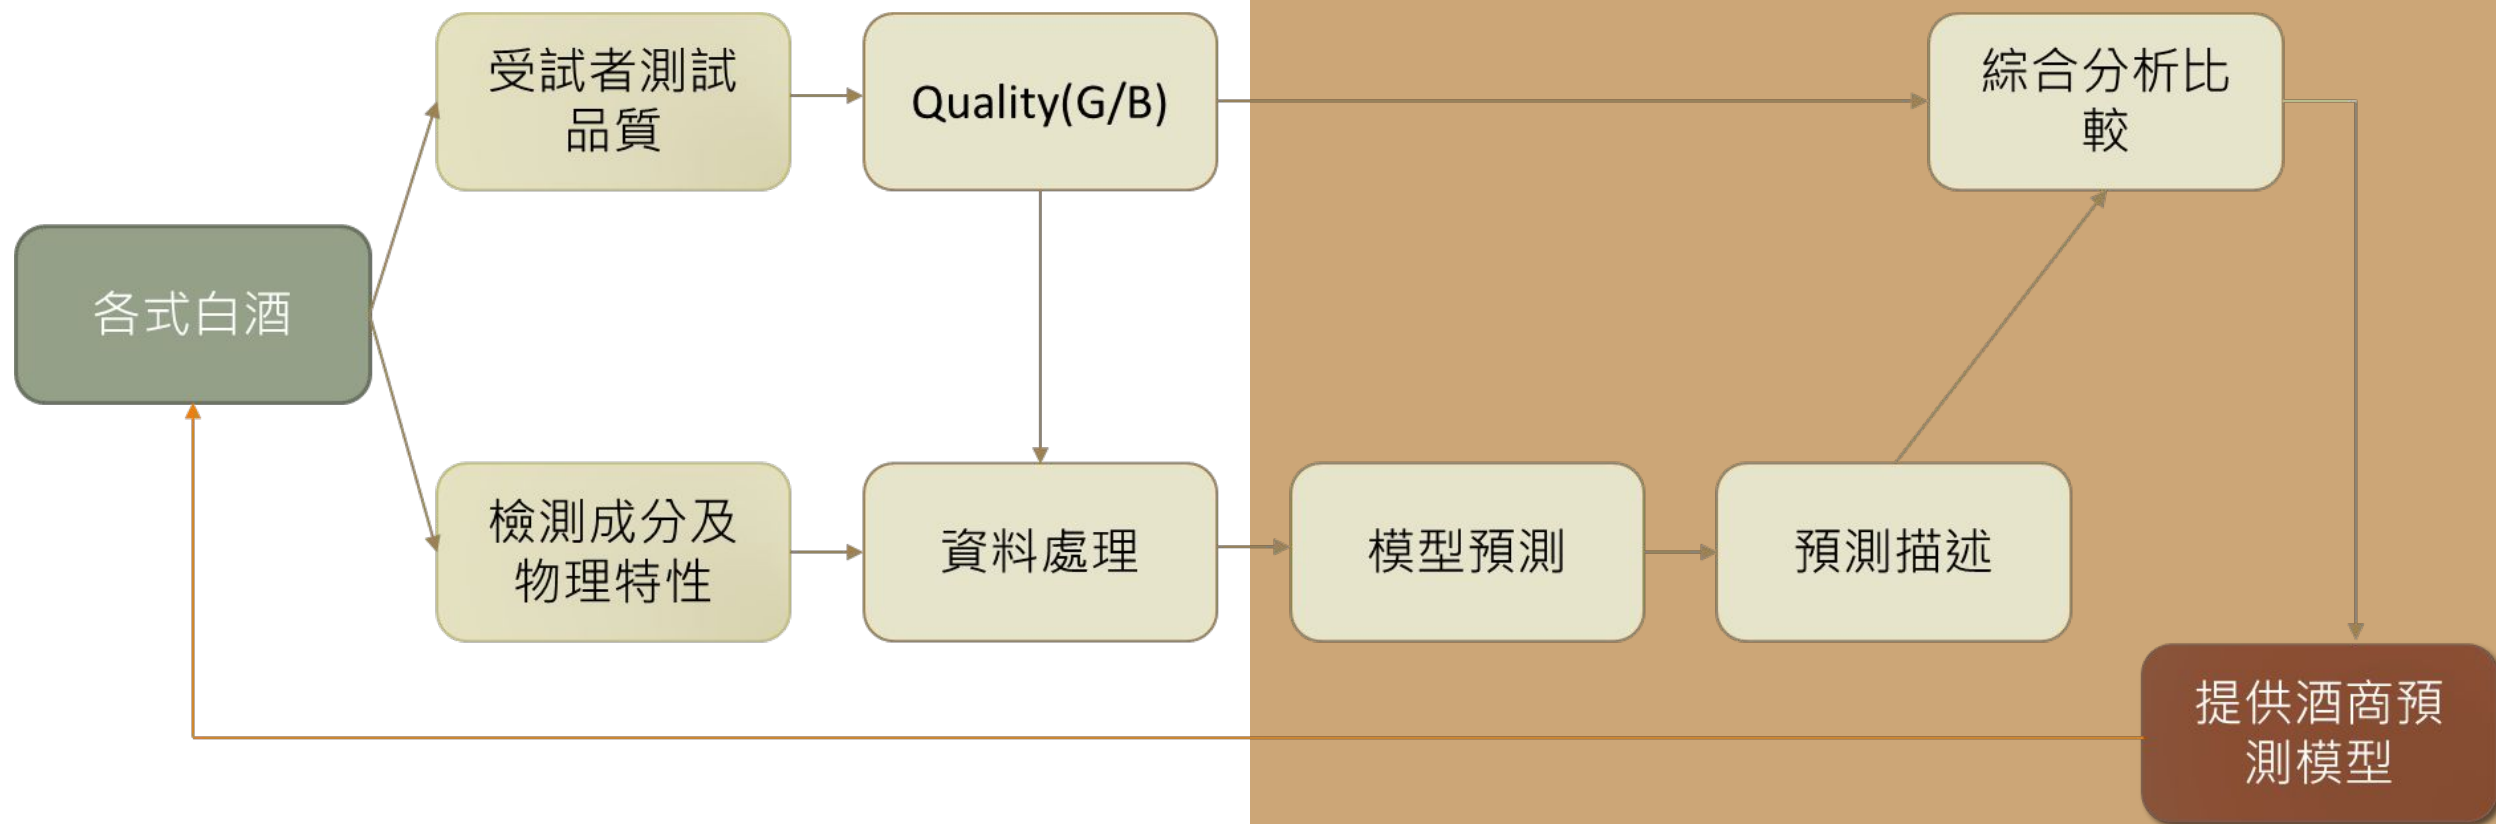 受試者測試
品質
Quality(G/B)
綜合分析比
較
各式白酒
檢測成分及
物理特性
資料處理
模型預測
預測描述
提供酒商預
測模型